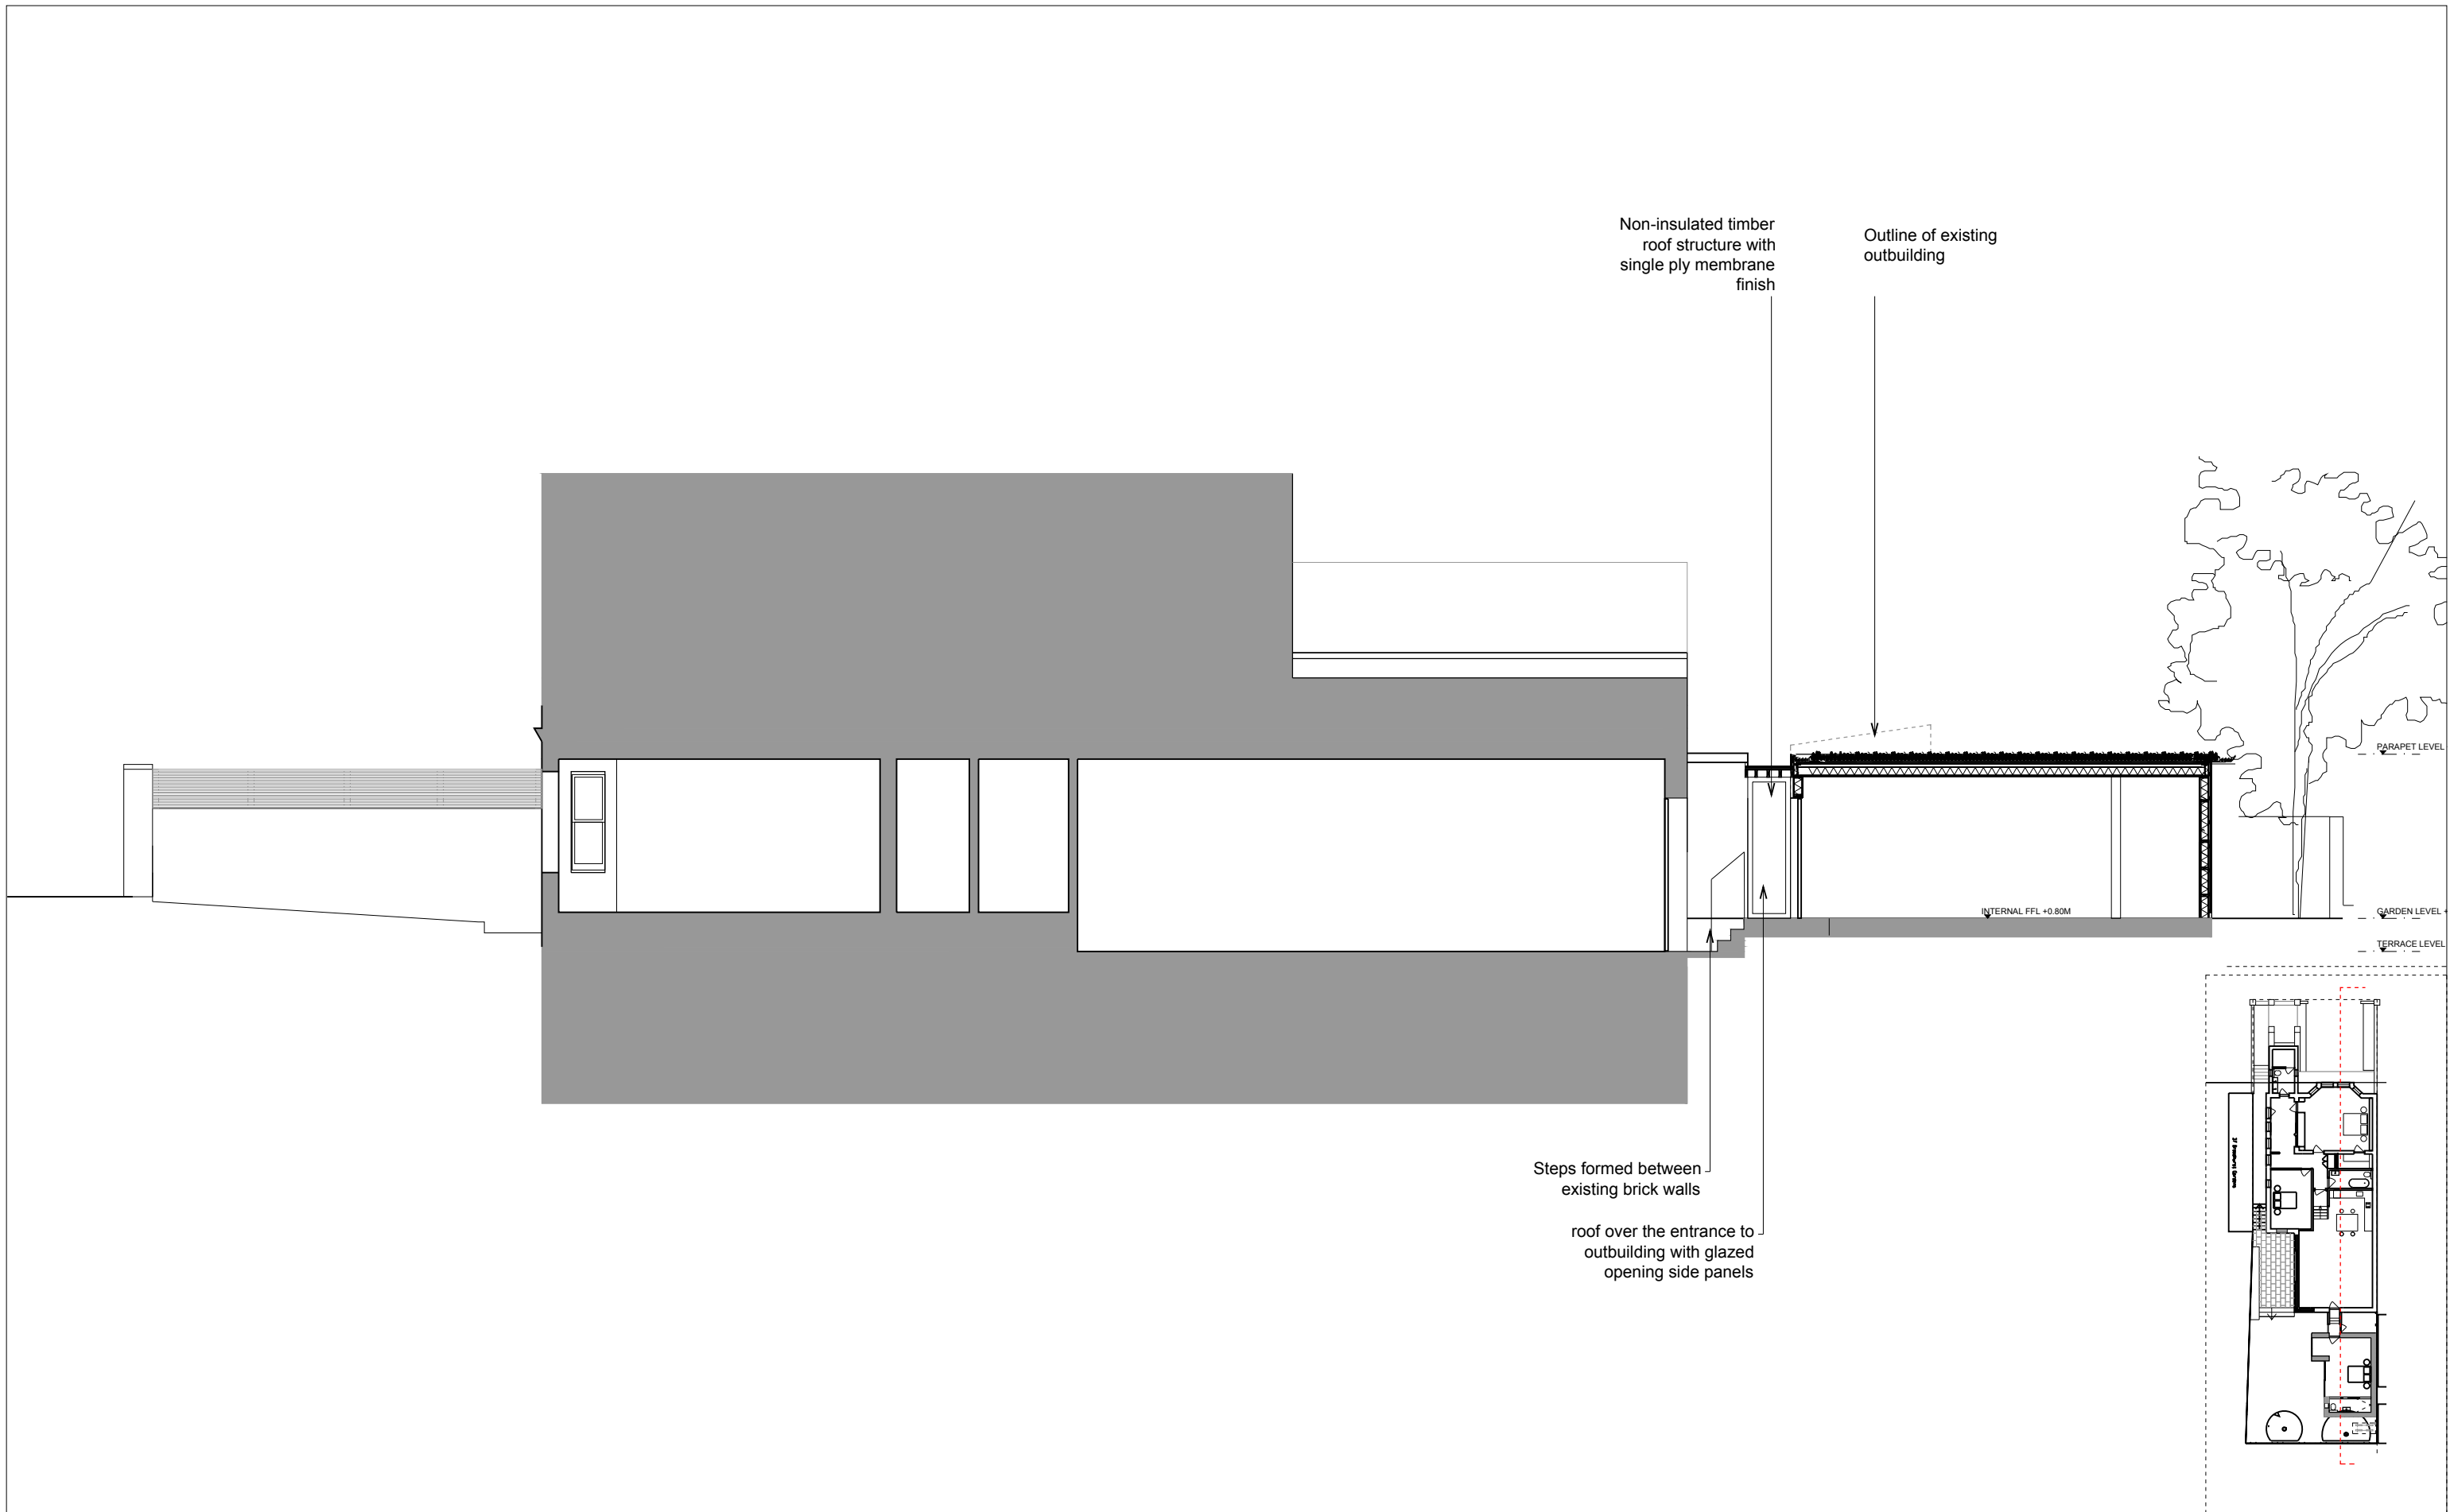 Non-insulated timber
roof structure with
single ply membrane
finish
Outline of existing
outbuilding
PARAPET LEVEL
INTERNAL FFL +0.80M
GARDEN LEVEL +
TERRACE LEVEL
Steps formed between
existing brick walls
roof over the entrance to
outbuilding with glazed
opening side panels